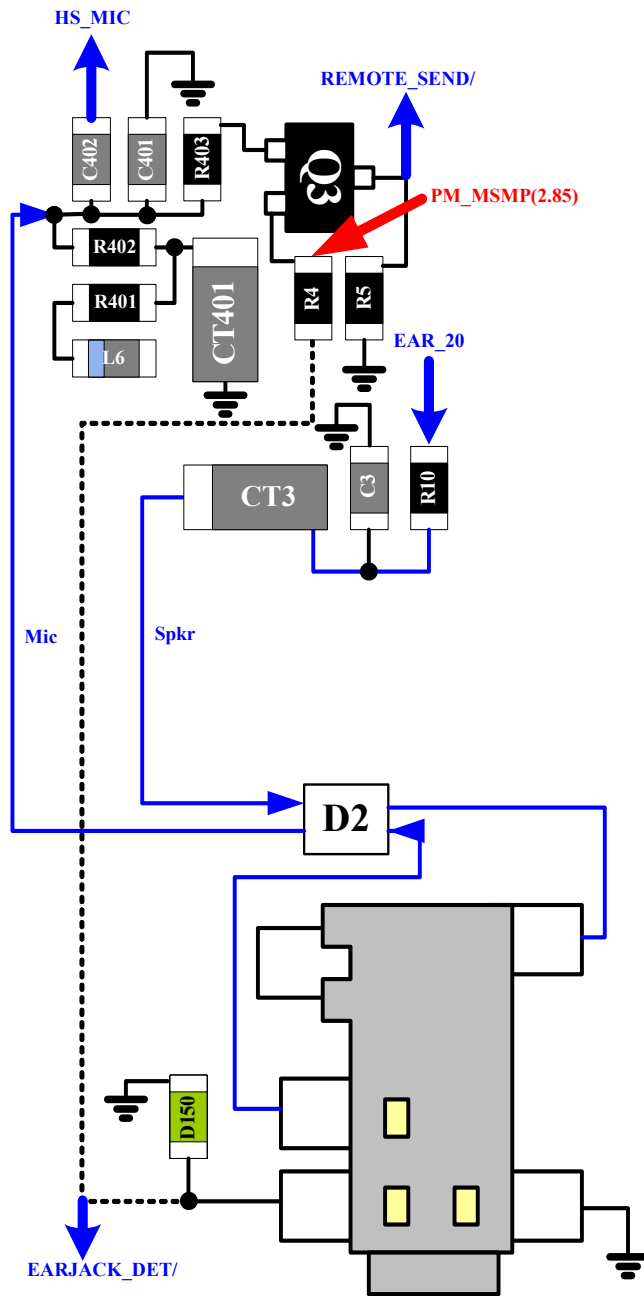 HS_MIC
REMOTE_SEND/
C402
C401
R403
Q3
PM_MSMP(2.85)
R402
R401
L6
CT401
R4
R5
EAR_20
CT3
C3
R10
Mic
Spkr
D2
D150
EARJACK_DET/